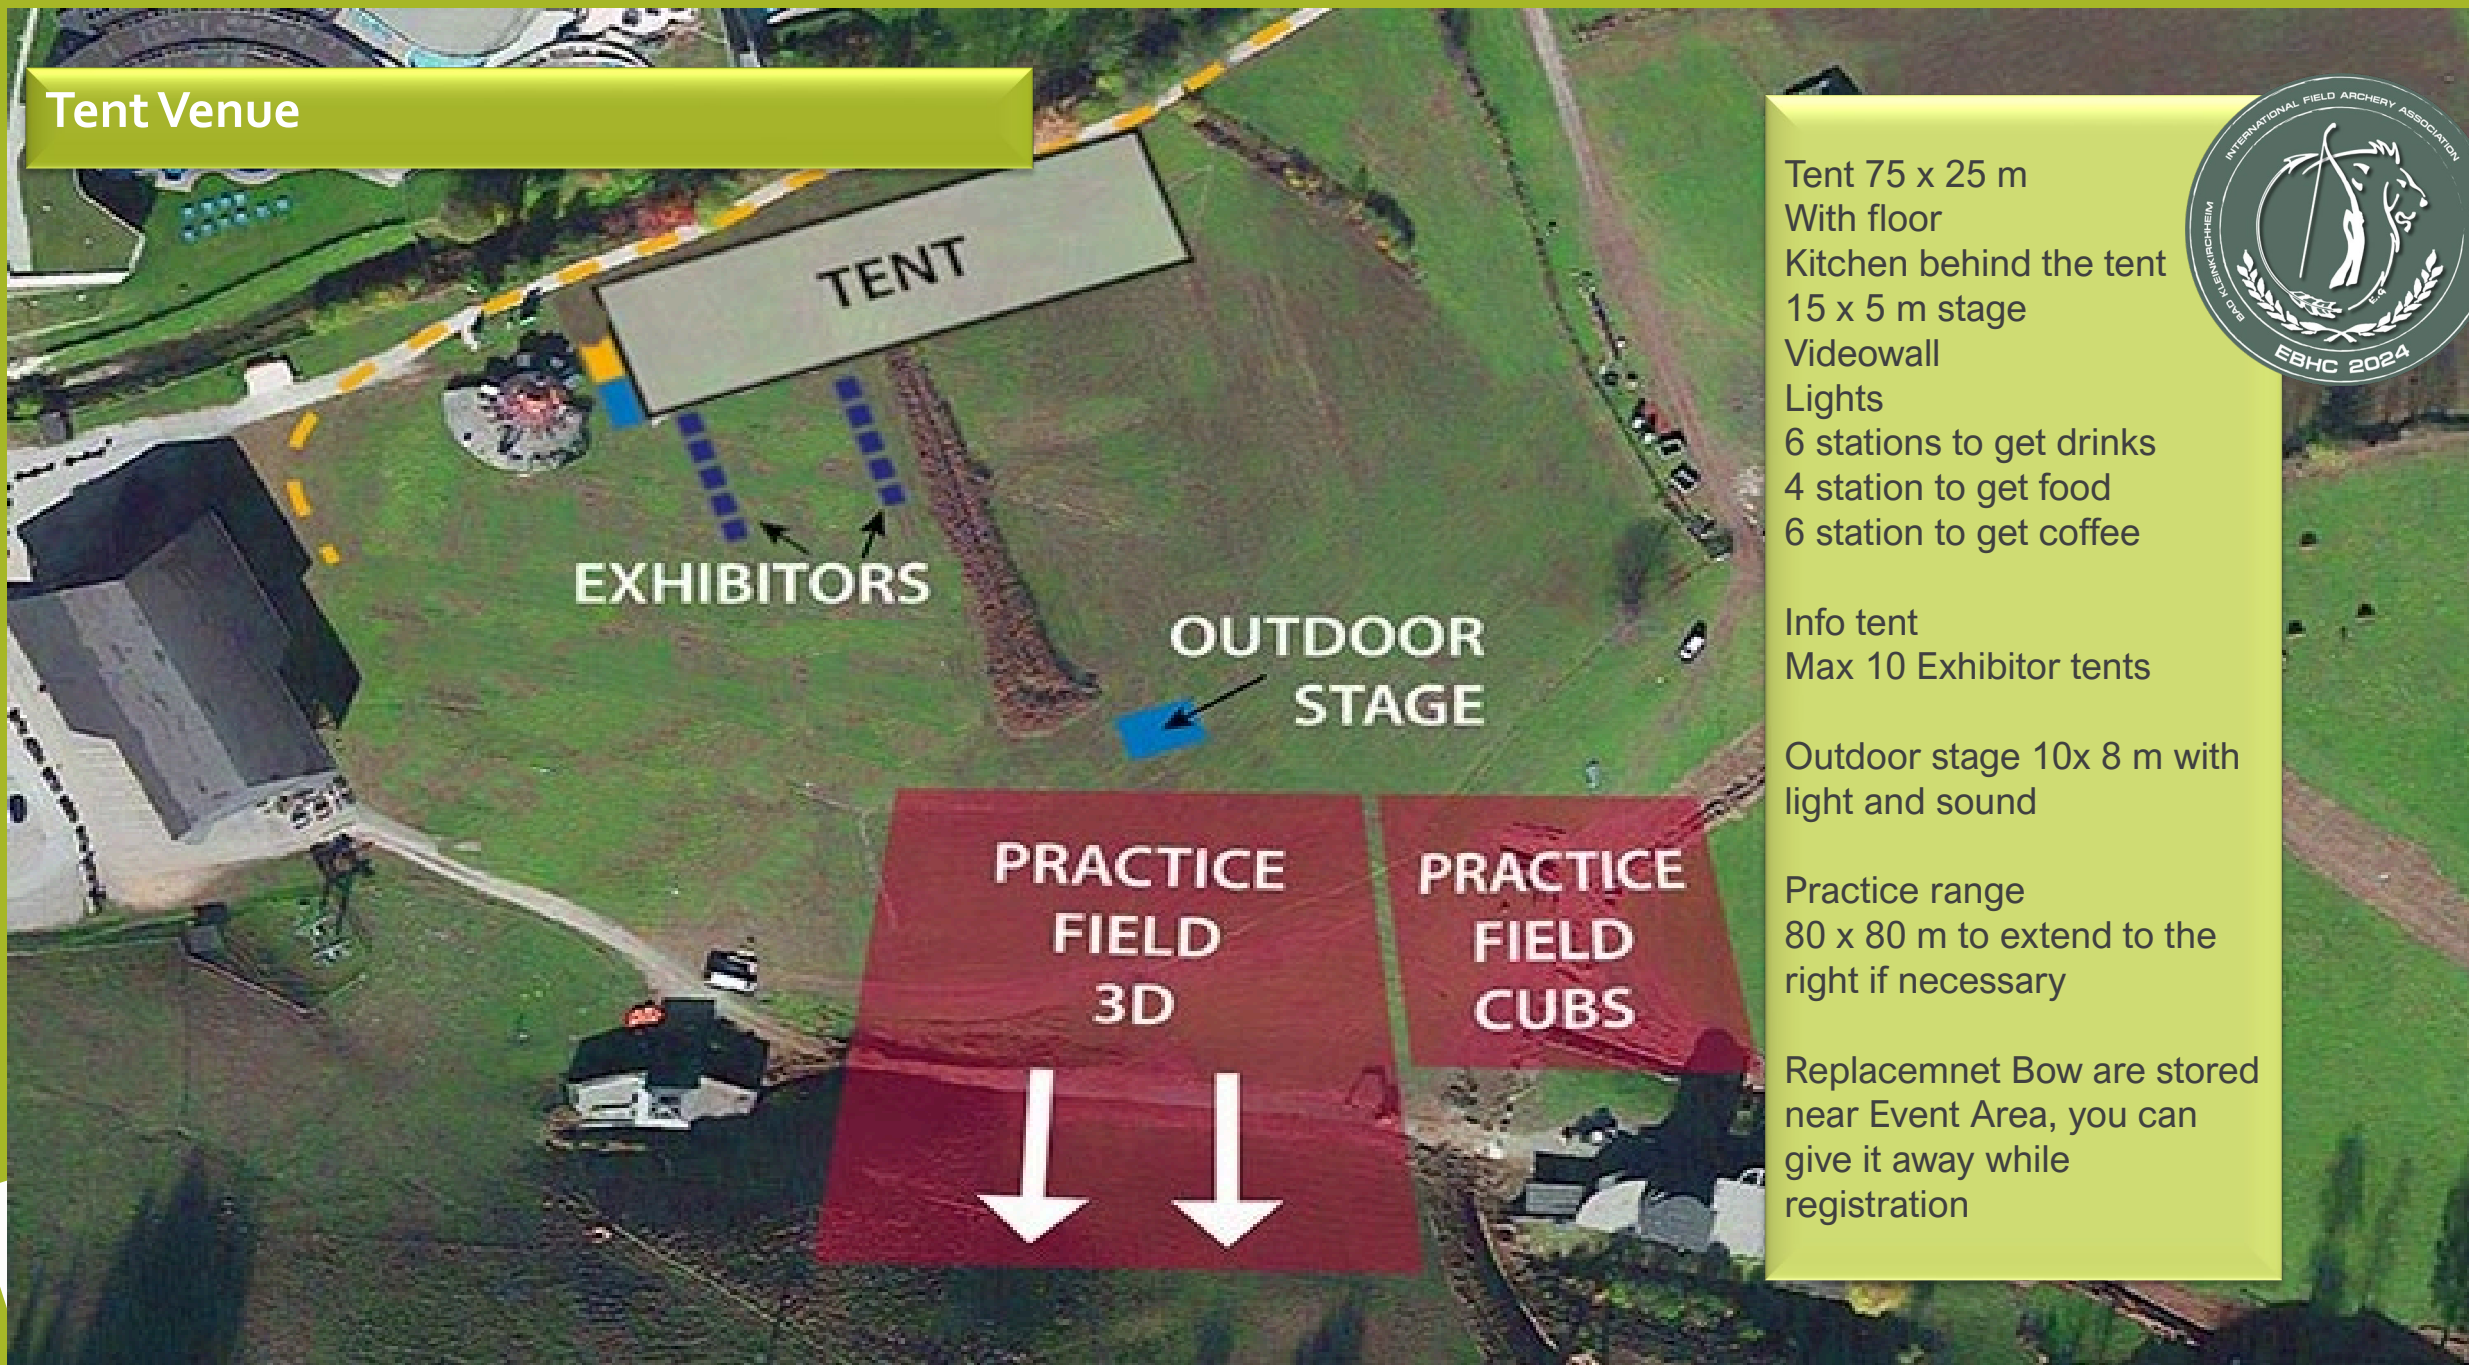 Tent Venue
TENT
EXHIBITORS
OUTDOOR
STAGE
PRACTICE
FIELD
3D
PRACTICE
FIELD
CUBS
Tent 75 x 25 m
With floor
Kitchen behind the tent
15 x 5 m stage
Videowall
Lights
6 stations to get drinks
4 station to get food
6 station to get coffee
Info tent
Max 10 Exhibitor tents
Outdoor stage 10x 8 m with
light and sound
Practice range
80 x 80 m to extend to the
right if necessary
Replacemnet Bow are stored
near Event Area, you can
give it away while
registration
INTERNATIONAL FIELD ARCHERY ASSOCIATION
BAD KLEINKIRCHHEIM
E.G
EBHC 2024